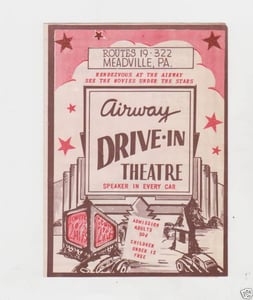 ROUTES 19-322
MEADVILLE, PA.
RENDEZVOUS AT THE AIRWAY
SEE THE MOVIES UNDER THE STARS
Airway
DRIVE-IN
THEATRE
SPEAKER IN EVERY CAR
ADMISSION
ADULTS
50¢
CHILDREN
UNDER 12
FREE